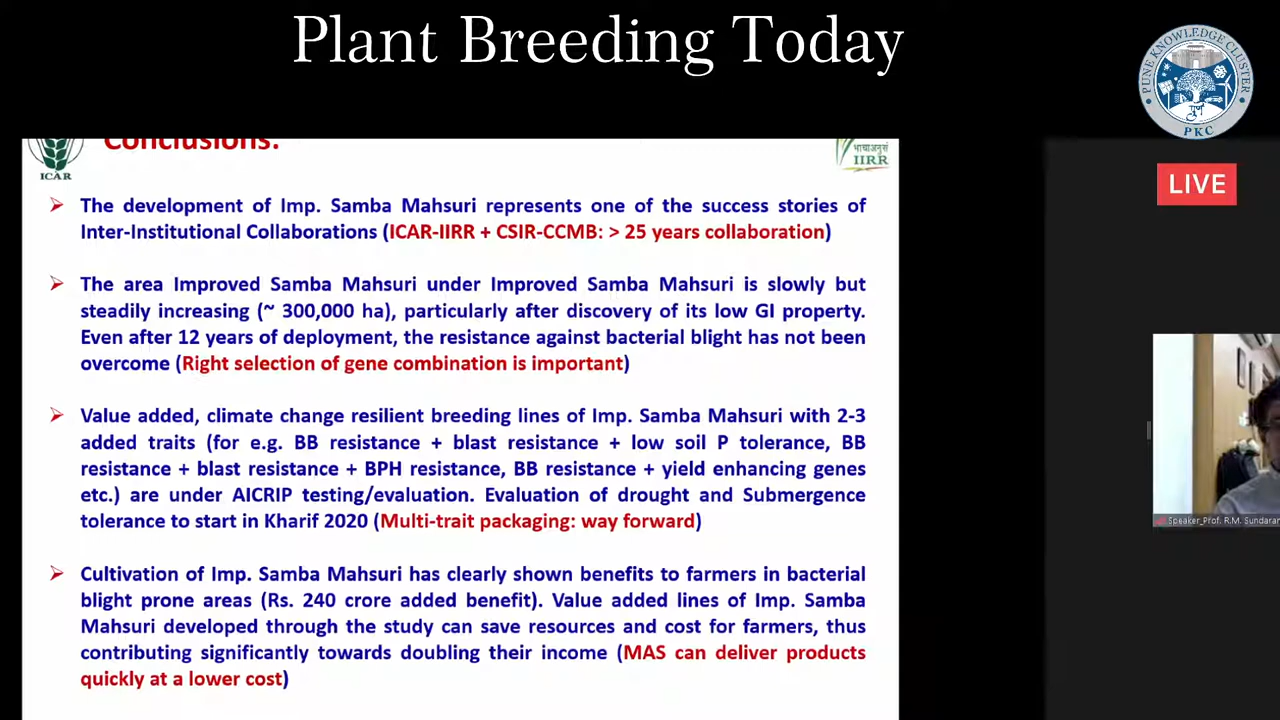 Plant Breeding Today
PUNE KNOWLEDGE CLUSTER
PKC
LIVE
Conclusions:
ICAR
भाकृअनुसं
IIRR
The development of Imp. Samba Mahsuri represents one of the success stories of
Inter-Institutional Collaborations (ICAR-IIRR + CSIR-CCMB: > 25 years collaboration)
The area Improved Samba Mahsuri under Improved Samba Mahsuri is slowly but
steadily increasing (~ 300,000 ha), particularly after discovery of its low GI property.
Even after 12 years of deployment, the resistance against bacterial blight has not been
overcome (Right selection of gene combination is important)
Value added, climate change resilient breeding lines of Imp. Samba Mahsuri with 2-3
added traits (for e.g. BB resistance + blast resistance + low soil P tolerance, BB
resistance + blast resistance + BPH resistance, BB resistance + yield enhancing genes
etc.) are under AICRIP testing/evaluation. Evaluation of drought and Submergence
tolerance to start in Kharif 2020 (Multi-trait packaging: way forward)
Cultivation of Imp. Samba Mahsuri has clearly shown benefits to farmers in bacterial
blight prone areas (Rs. 240 crore added benefit). Value added lines of Imp. Samba
Mahsuri developed through the study can save resources and cost for farmers, thus
contributing significantly towards doubling their income (MAS can deliver products
quickly at a lower cost)
Speaker_Prof. R.M. Sundaran